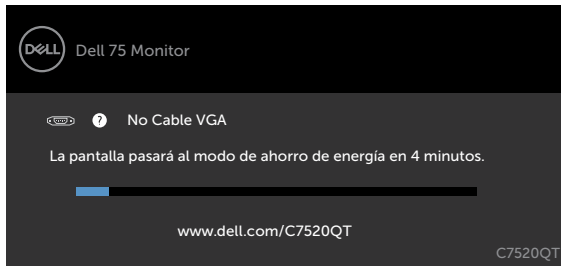 DELL
Dell 75 Monitor
? No Cable VGA
La pantalla pasará al modo de ahorro de energía en 4 minutos.
www.dell.com/C7520QT
C7520QT